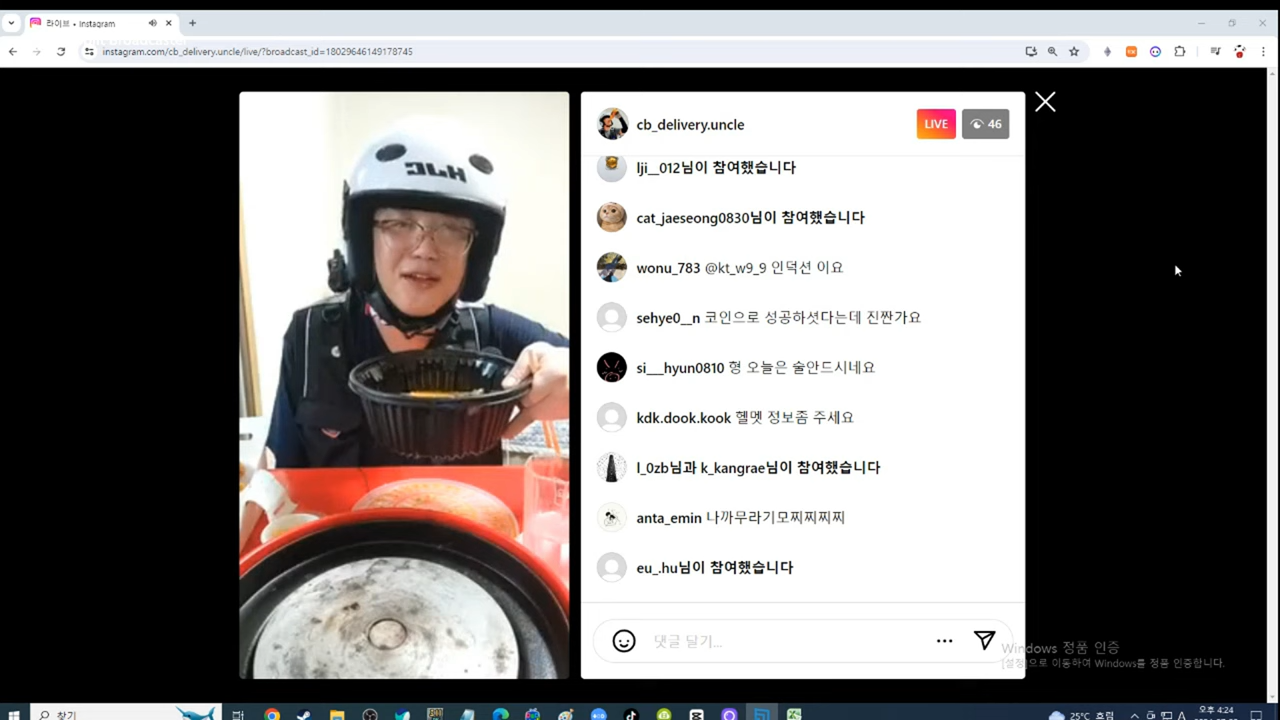 라이브 • Instagram
instagram.com/cb_delivery.uncle/live/?broadcast_id=18029646149178745
cb_delivery.uncle
LIVE
46
lji__012님이 참여했습니다
cat_jaeseong0830님이 참여했습니다
wonu_783 @kt_w9_9 인덕션 이요
sehye0__n 코인으로 성공하셧다는데 진짠가요
si___hyun0810 형 오늘은 술안드시네요
kdk.dook.kook 헬멧 정보좀 주세요
l_0zb님과 k_kangrae님이 참여했습니다
anta_emin 나까무라기모찌찌찌찌
eu_.hu님이 참여했습니다
댓글 달기...
Windows 정품 인증
[설정]으로 이동하여 Windows를 정품 인증합니다.
찾기
25°C 흐림
오후 4:24